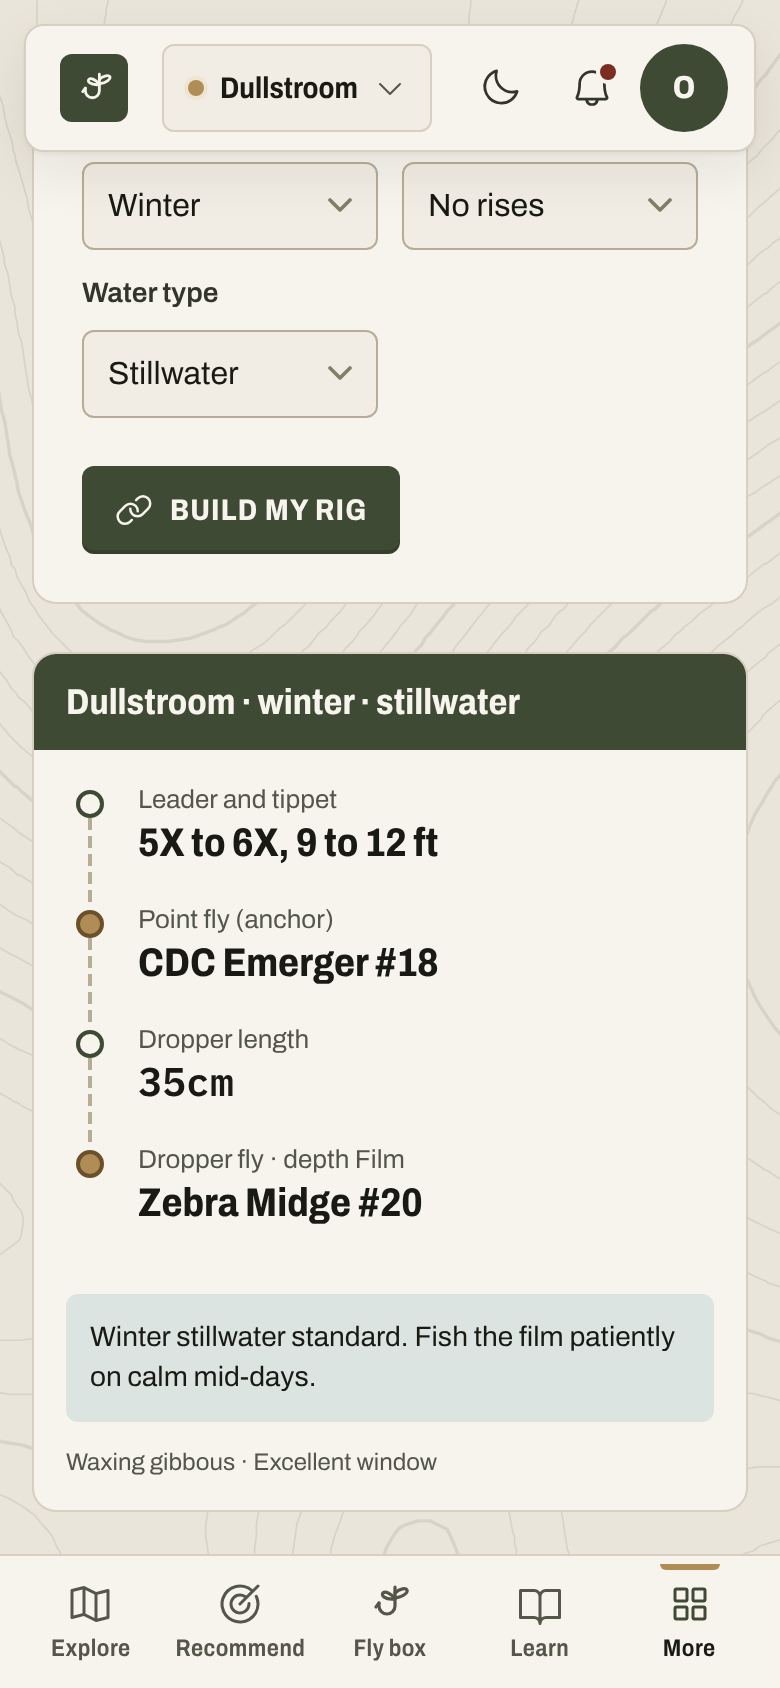 Dullstroom
O
Winter
No rises
Water type
Stillwater
BUILD MY RIG
Dullstroom · winter · stillwater
Leader and tippet
5X to 6X, 9 to 12 ft
Point fly (anchor)
CDC Emerger #18
Dropper length
35cm
Dropper fly · depth Film
Zebra Midge #20
Winter stillwater standard. Fish the film patiently
on calm mid-days.
Waxing gibbous · Excellent window
Explore
Recommend
Fly box
Learn
More